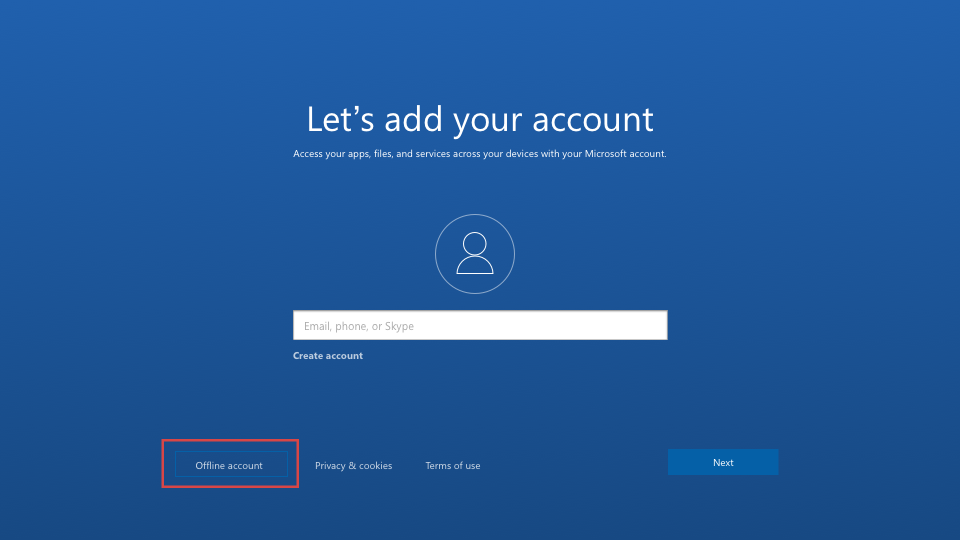 Let’s add your account
Access your apps, files, and services across your devices with your Microsoft account.
Email, phone, or Skype
Create account
Offline account
Privacy & cookies
Terms of use
Next